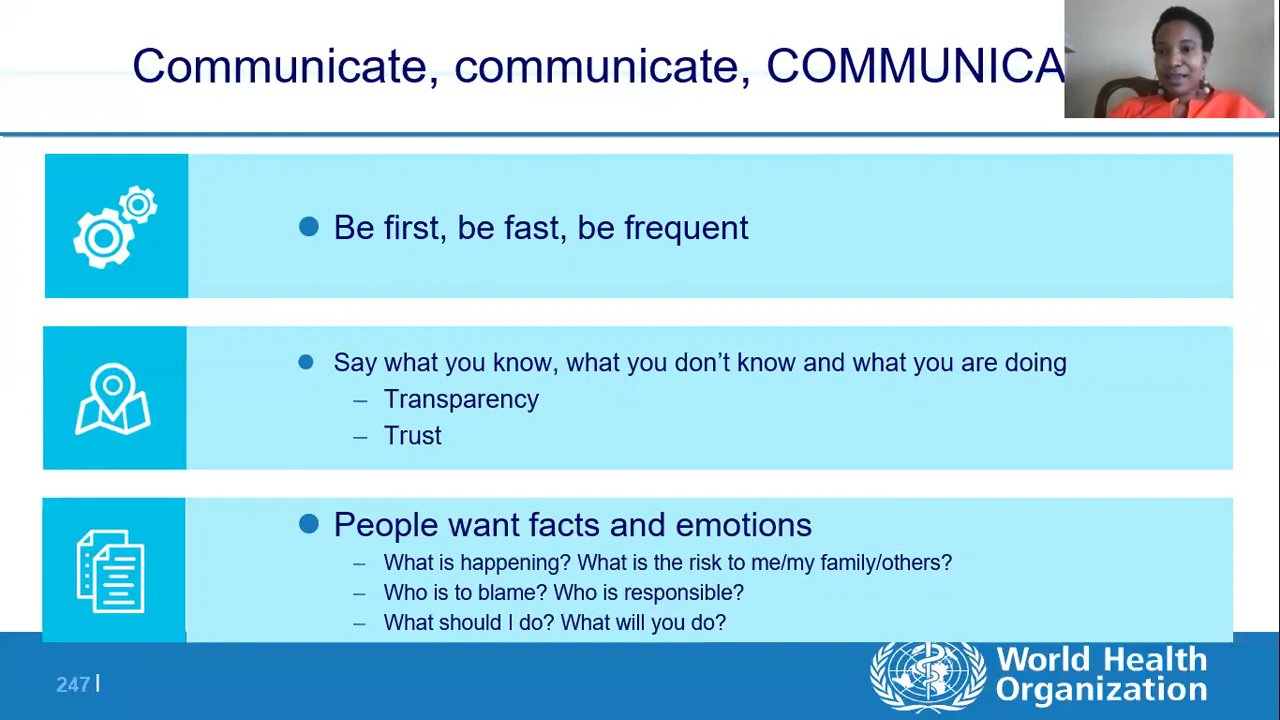 Communicate, communicate, COMMUNICA
Be first, be fast, be frequent
Say what you know, what you don’t know and what you are doing
– Transparency
– Trust
People want facts and emotions
– What is happening? What is the risk to me/my family/others?
– Who is to blame? Who is responsible?
– What should I do? What will you do?
247 |
World Health
Organization